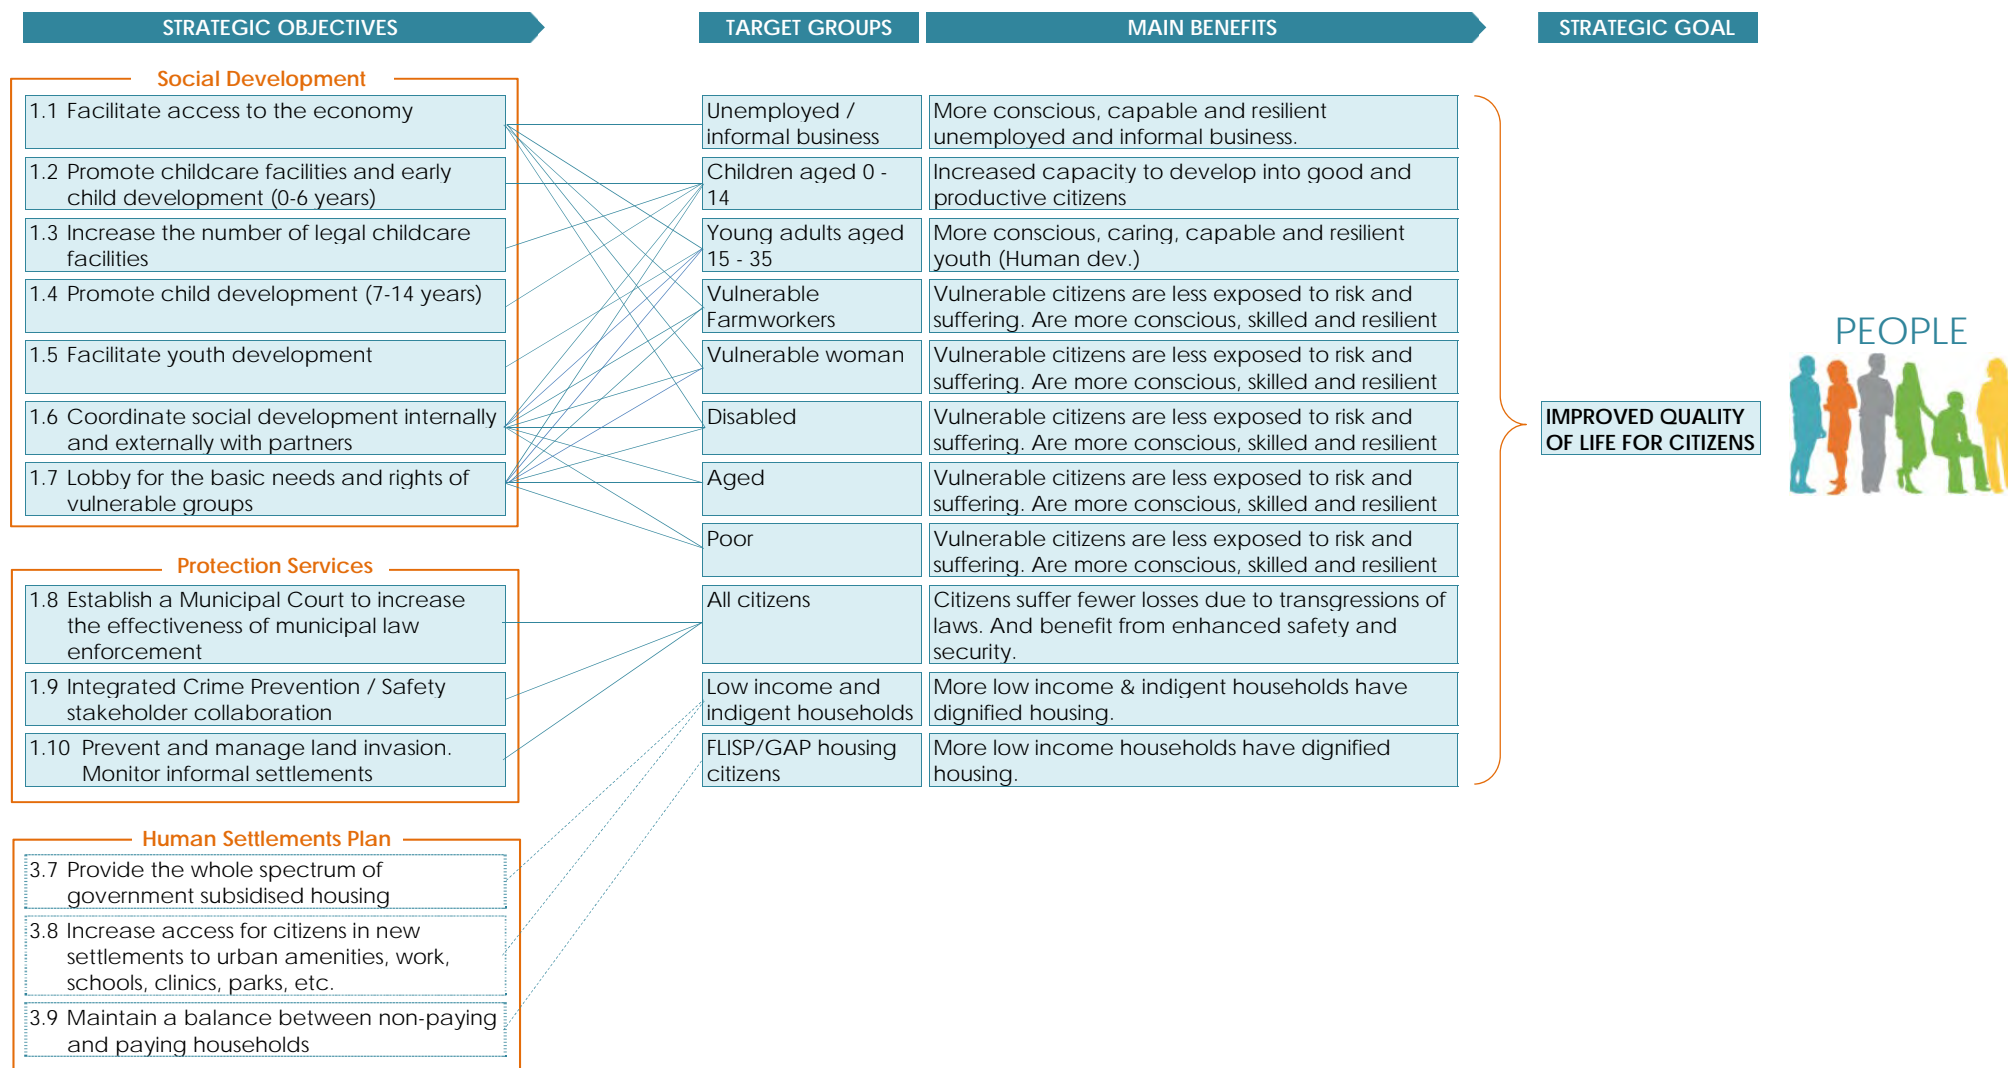 STRATEGIC OBJECTIVES
TARGET GROUPS
MAIN BENEFITS
STRATEGIC GOAL
Social Development
1.1 Facilitate access to the economy
1.2 Promote childcare facilities and early
child development (0-6 years)
1.3 Increase the number of legal childcare
facilities
1.4 Promote child development (7-14 years)
1.5 Facilitate youth development
1.6 Coordinate social development internally
and externally with partners
1.7 Lobby for the basic needs and rights of
vulnerable groups
Protection Services
1.8 Establish a Municipal Court to increase
the effectiveness of municipal law
enforcement
1.9 Integrated Crime Prevention / Safety
stakeholder collaboration
1.10 Prevent and manage land invasion.
Monitor informal settlements
Human Settlements Plan
3.7 Provide the whole spectrum of
government subsidised housing
3.8 Increase access for citizens in new
settlements to urban amenities, work,
schools, clinics, parks, etc.
3.9 Maintain a balance between non-paying
and paying households
Unemployed /
informal business
More conscious, capable and resilient
unemployed and informal business.
Children aged 0 -
14
Increased capacity to develop into good and
productive citizens
Young adults aged
15 - 35
More conscious, caring, capable and resilient
youth (Human dev.)
Vulnerable
Farmworkers
Vulnerable citizens are less exposed to risk and
suffering. Are more conscious, skilled and resilient
Vulnerable woman
Vulnerable citizens are less exposed to risk and
suffering. Are more conscious, skilled and resilient
Disabled
Vulnerable citizens are less exposed to risk and
suffering. Are more conscious, skilled and resilient
Aged
Vulnerable citizens are less exposed to risk and
suffering. Are more conscious, skilled and resilient
Poor
Vulnerable citizens are less exposed to risk and
suffering. Are more conscious, skilled and resilient
All citizens
Citizens suffer fewer losses due to transgressions of
laws. And benefit from enhanced safety and
security.
Low income and
indigent households
More low income & indigent households have
dignified housing.
FLISP/GAP housing
citizens
More low income households have dignified
housing.
IMPROVED QUALITY
OF LIFE FOR CITIZENS
PEOPLE